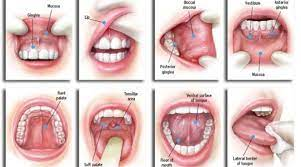 Mucosa
Gingiva
Lip
Buccal
mucosa
Posterior
gingiva
Vestibule
Anterior
gingiva
Mucosa
Hard
palate
Tonsillar
area
Soft palate
Ventral surface
of tongue
Floor of
mouth
Lateral border
of tongue